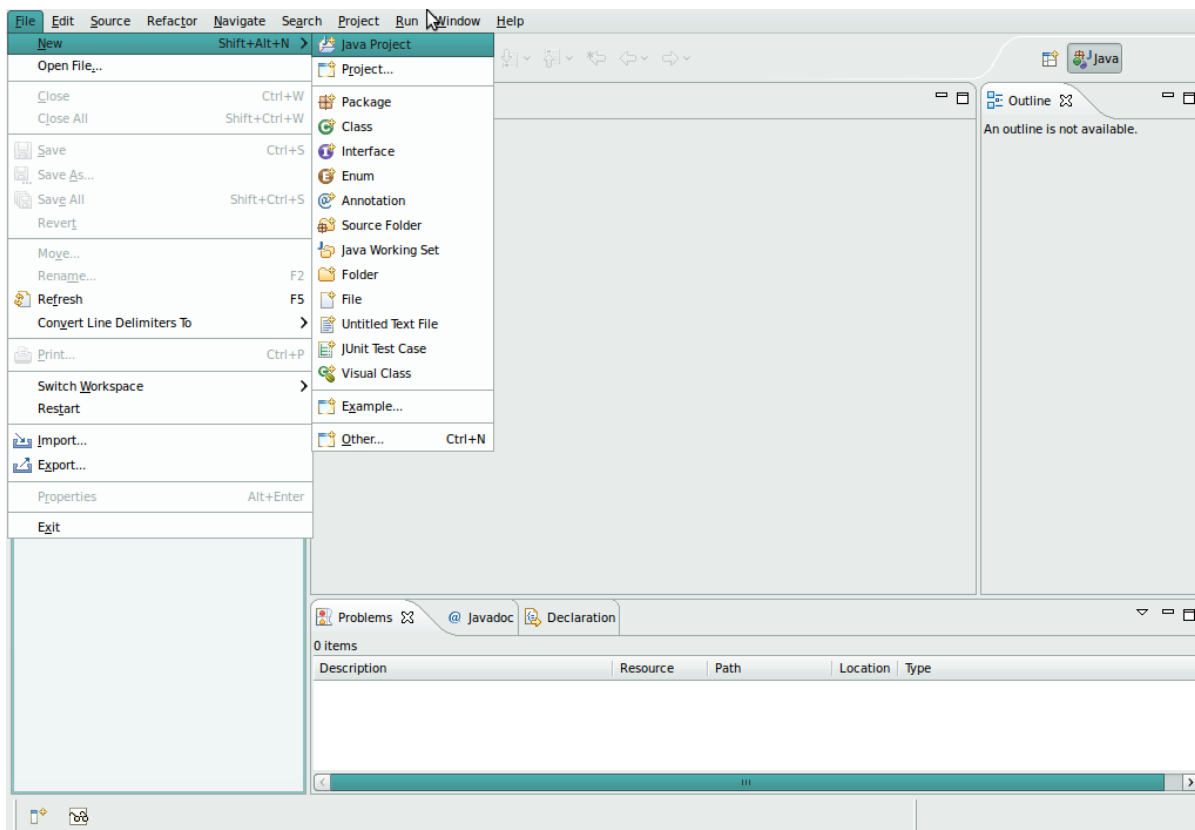 File Edit Source Refactor Navigate Search Project Run Window Help
New Shift+Alt+N
Open File...
Close Ctrl+W
Close All Shift+Ctrl+W
Save Ctrl+S
Save As...
Save All Shift+Ctrl+S
Revert
Move...
Rename... F2
Refresh F5
Convert Line Delimiters To
Print... Ctrl+P
Switch Workspace
Restart
Import...
Export...
Properties Alt+Enter
Exit
Java Project
Project...
Package
Class
Interface
Enum
Annotation
Source Folder
Java Working Set
Folder
File
Untitled Text File
JUnit Test Case
Visual Class
Example...
Other... Ctrl+N
Java
Outline
An outline is not available.
Problems @ Javadoc Declaration
0 items
Description Resource Path Location Type